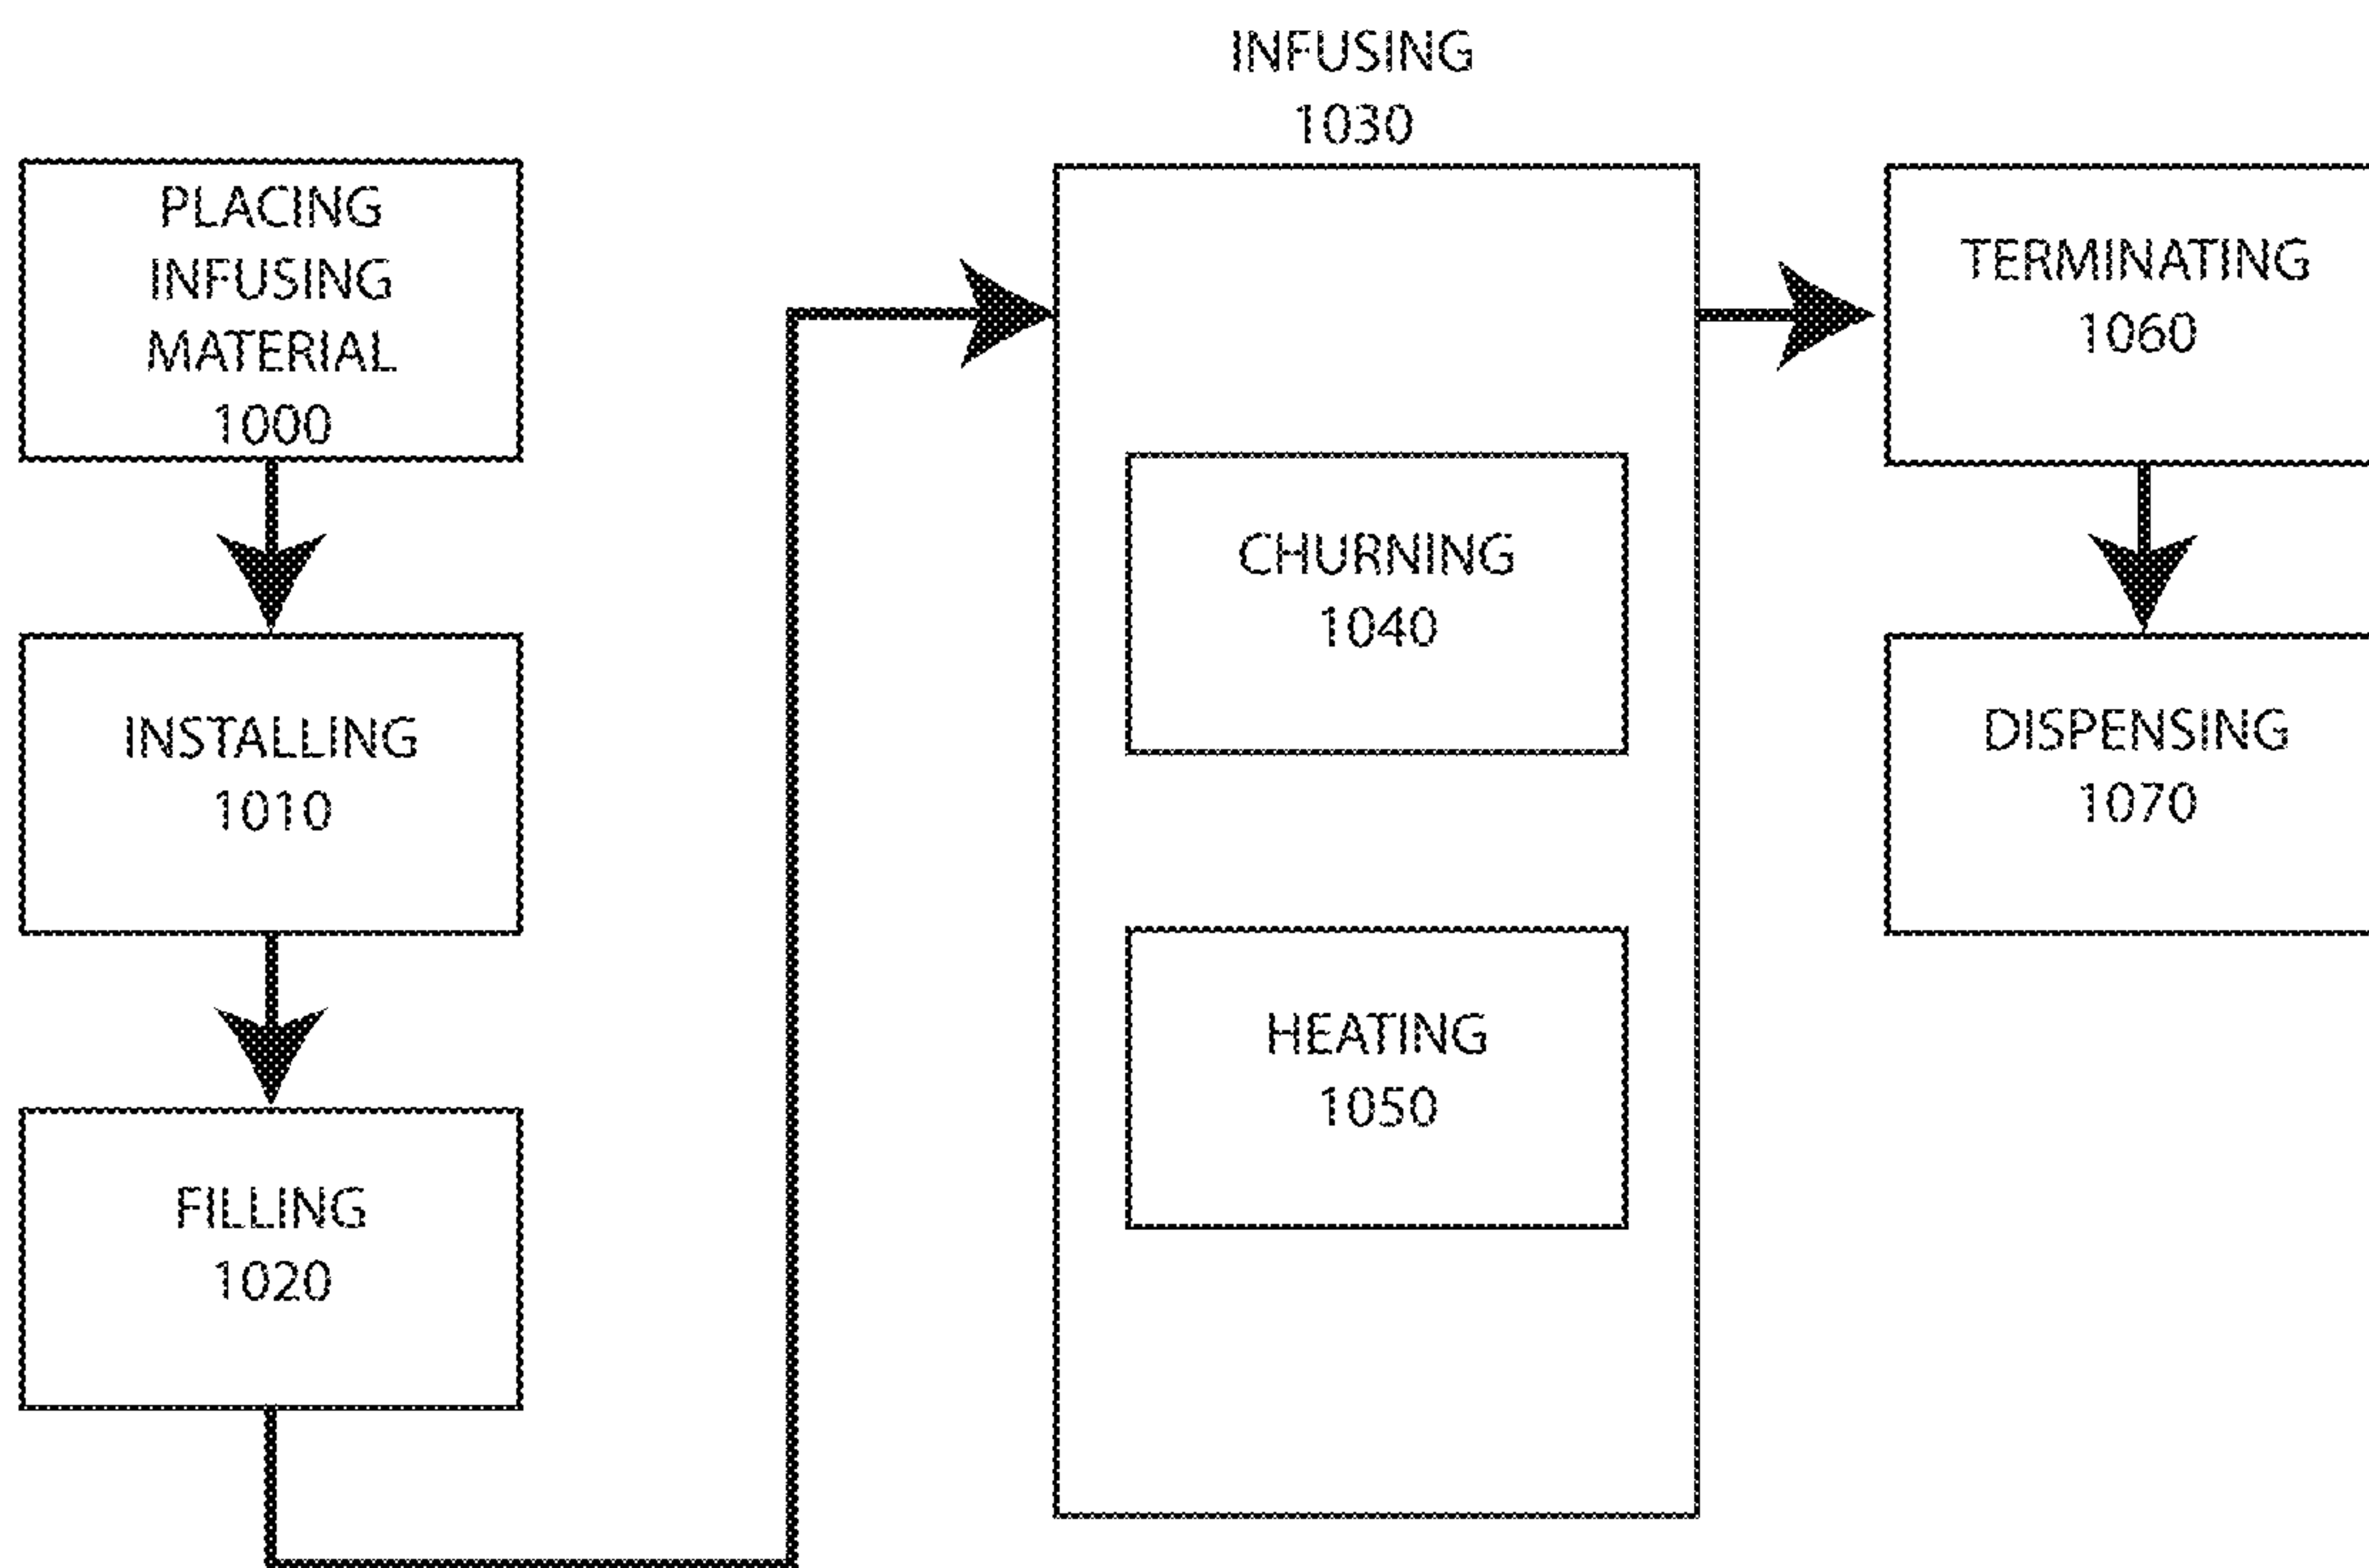 PLACING
INFUSING
MATERIAL
1000
INSTALLING
1010
FILLING
1020
INFUSING
1030
CHURNING
1040
HEATING
1050
TERMINATING
1060
DISPENSING
1070